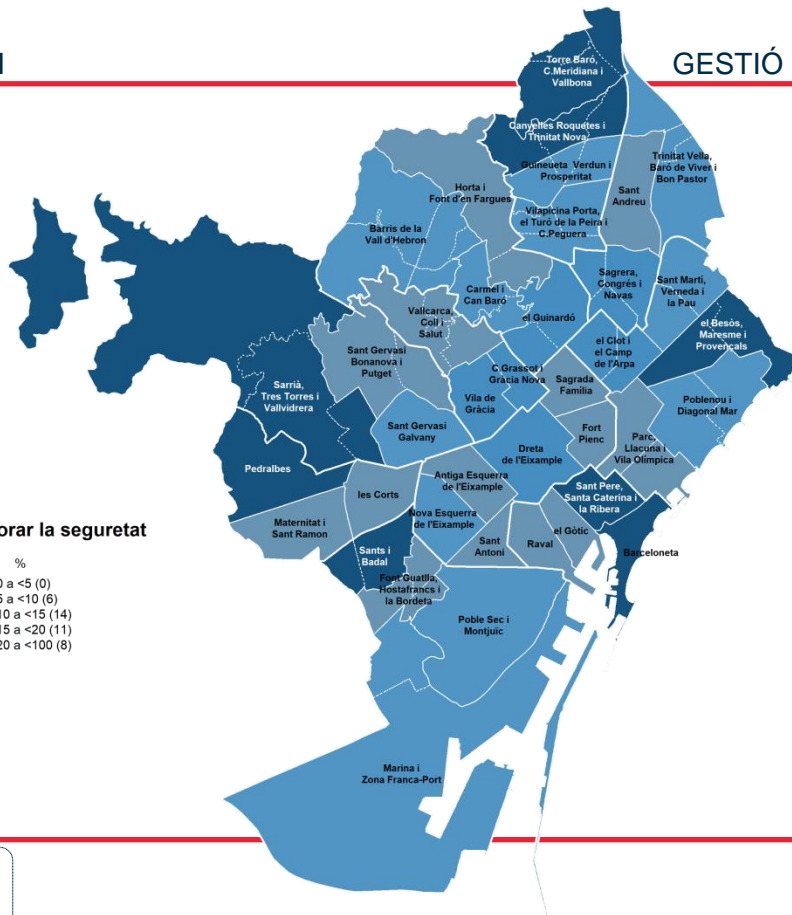 GESTIÓ
Torre Baró,
C.Meridiana i
Vallbona
Canyelles Roquetes i
Trinitat Nova
Guineueta Verdun i
Prosperitat
Trinitat Vella,
Baró de Viver i
Bon Pastor
Sant
Andreu
Horta i
Font d'en Fargues
Vilapicina Porta,
el Turó de la Peira i
C.Peguera
Barris de la
Vall d'Hebron
Sagrera,
Congrés i
Navas
Sant Martí,
Verneda i
la Pau
Carmel i
Can Baró
Vallcarca,
Coll i
Salut
el Guinardó
el Besòs,
Maresme i
Provençals
el Clot i
el Camp
de l'Arpa
Sant Gervasi
Bonanova i
Putget
C.Grassot i
Gràcia Nova
Sagrada
Família
Sarrià,
Tres Torres i
Vallvidrera
Vila de
Gràcia
Poblenou i
Diagonal Mar
Sant Gervasi
Galvany
Fort
Pienc
Parc,
Llacuna i
Vila Olímpica
Dreta
de l'Eixample
Pedralbes
Antiga Esquerra
de l'Eixample
les Corts
Sant Pere,
Santa Caterina i
la Ribera
Nova Esquerra
de l'Eixample
Maternitat i
Sant Ramon
el Gòtic
Sant
Antoni
Raval
Barceloneta
Sants i
Badal
Font Guatlla,
Hostafrancs i
la Bordeta
Poble Sec i
Montjuïc
Marina i
Zona Franca-Port
orar la seguretat
%
0 a <5 (0)
5 a <10 (6)
10 a <15 (14)
15 a <20 (11)
20 a <100 (8)